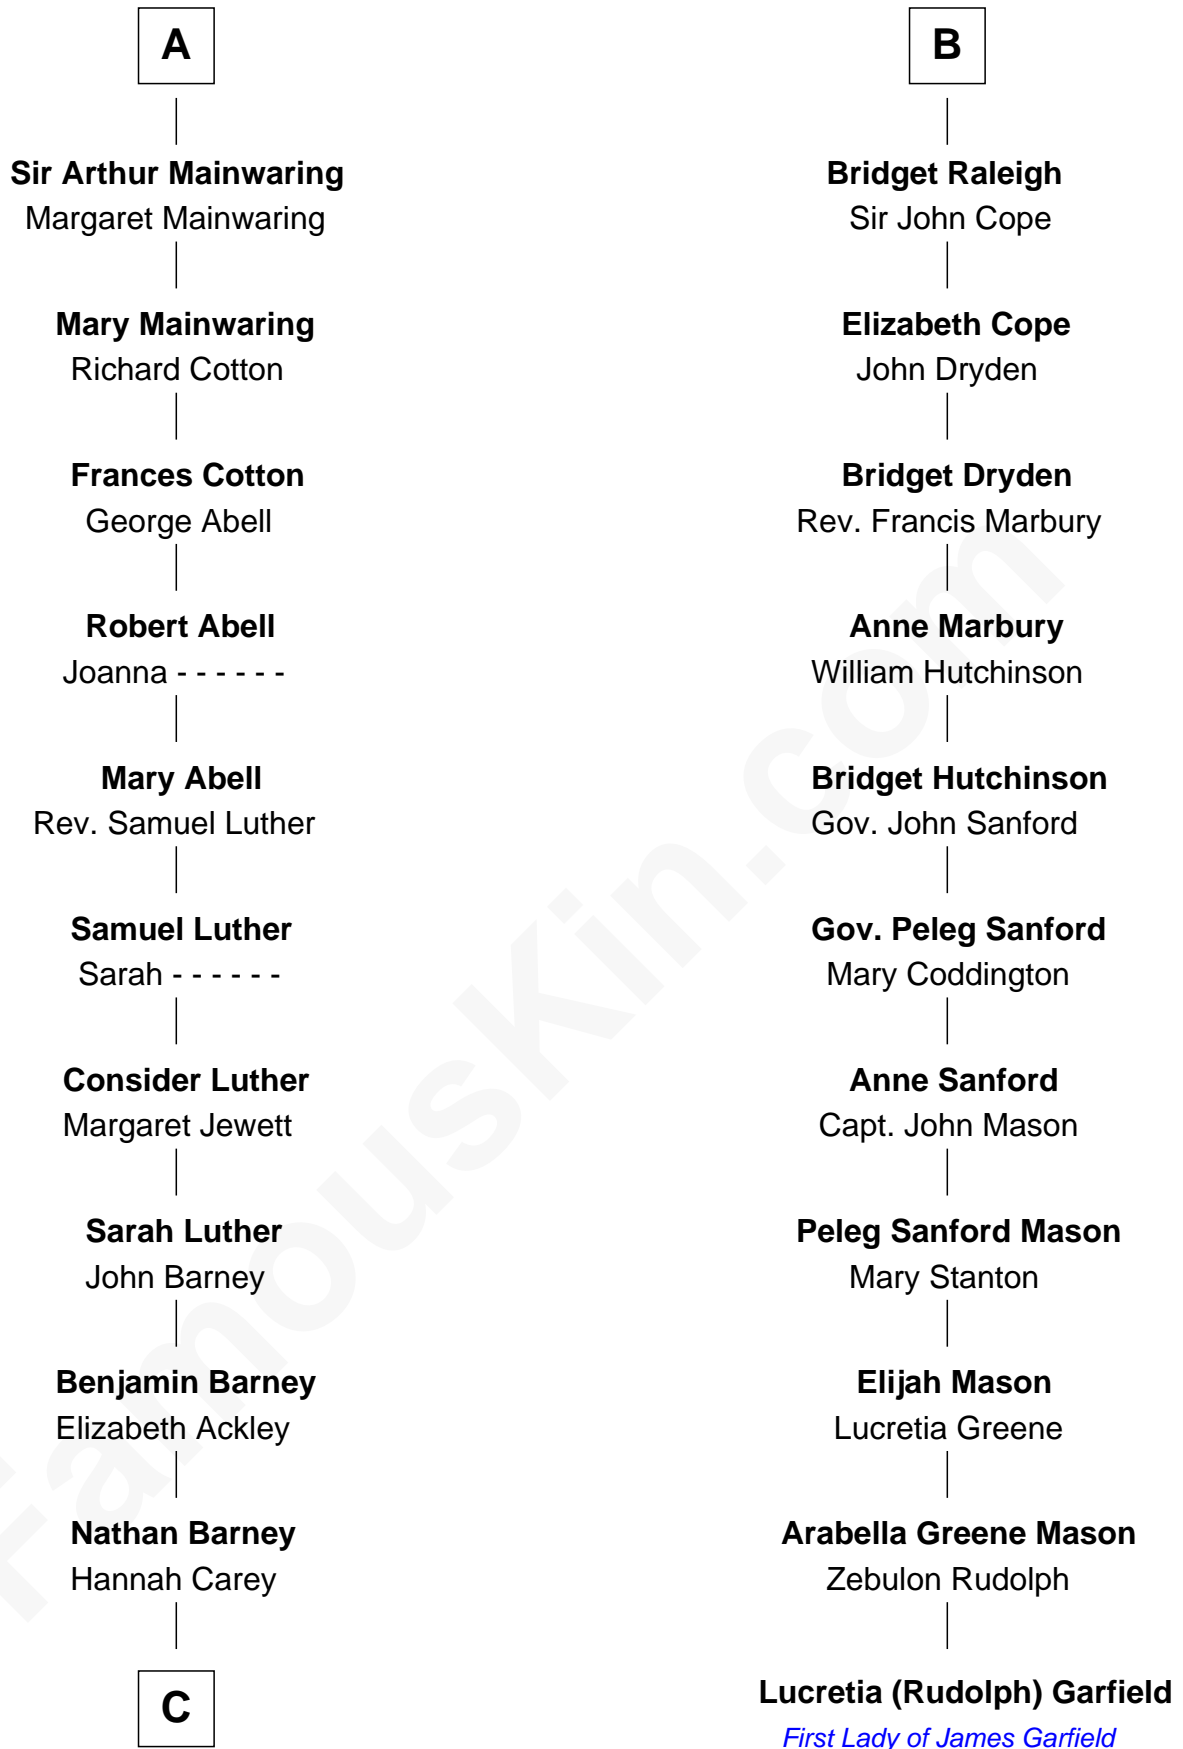 A
Sir Arthur Mainwaring
Margaret Mainwaring
Mary Mainwaring
Richard Cotton
Frances Cotton
George Abell
Robert Abell
Joanna - - - - - -
Mary Abell
Rev. Samuel Luther
Samuel Luther
Sarah - - - - - -
Consider Luther
Margaret Jewett
Sarah Luther
John Barney
Benjamin Barney
Elizabeth Ackley
Nathan Barney
Hannah Carey
C
B
Bridget Raleigh
Sir John Cope
Elizabeth Cope
John Dryden
Bridget Dryden
Rev. Francis Marbury
Anne Marbury
William Hutchinson
Bridget Hutchinson
Gov. John Sanford
Gov. Peleg Sanford
Mary Coddington
Anne Sanford
Capt. John Mason
Peleg Sanford Mason
Mary Stanton
Elijah Mason
Lucretia Greene
Arabella Greene Mason
Zebulon Rudolph
Lucretia (Rudolph) Garfield
First Lady of James Garfield
FamousKin.com